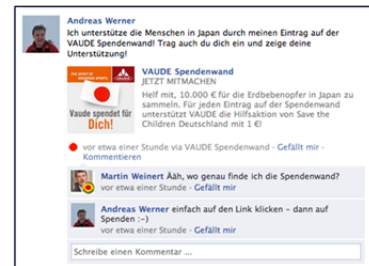 Andreas Werner
Ich unterstütze die Menschen in Japan durch meinen Eintrag auf der
VAUDE Spendenwand! Trag auch du dich ein und zeige deine
Unterstützung!
VAUDE
Vaude spendet für
Dich!
VAUDE Spendenwand
JETZT MITMACHEN
Helf mit, 10.000 € für die Erdbebenopfer in Japan zu
sammeln. Für jeden Eintrag auf der Spendenwand
unterstützt VAUDE die Hilfsaktion von Save the
Children Deutschland mit 1 €!
vor etwa einer Stunde via VAUDE Spendenwand · Gefällt mir ·
Kommentieren
Martin Weinert Ääh, wo genau finde ich die Spendenwand?
vor etwa einer Stunde · Gefällt mir
Andreas Werner einfach auf den Link klicken – dann auf
Spenden :-)
vor etwa einer Stunde · Gefällt mir
Schreibe einen Kommentar ...